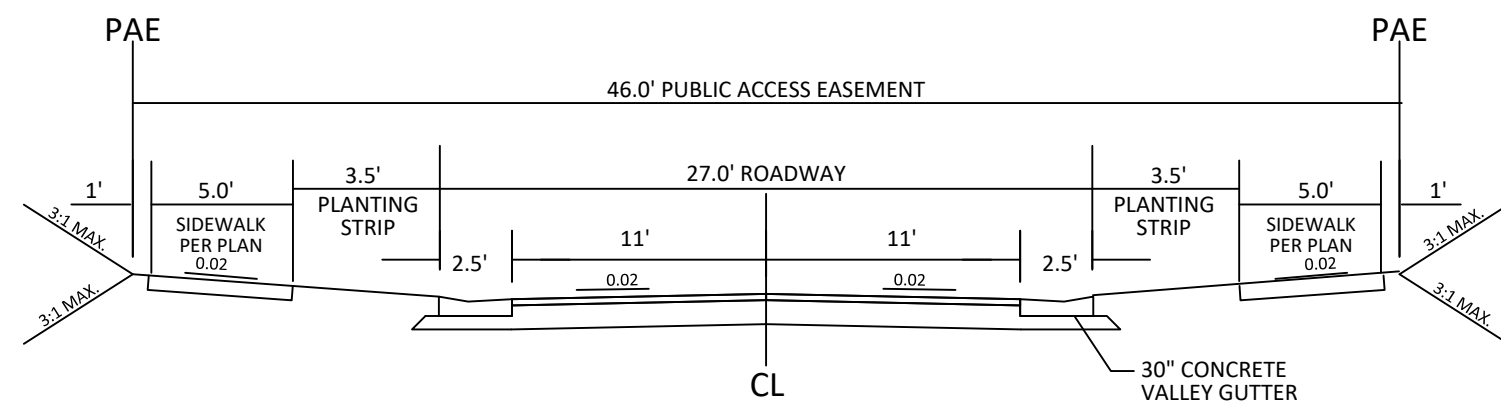 PAE
PAE
46.0' PUBLIC ACCESS EASEMENT
27.0' ROADWAY
1'
5.0'
SIDEWALK
PER PLAN
0.02
3.5'
PLANTING
STRIP
2.5'
11'
0.02
11'
0.02
2.5'
3.5'
PLANTING
STRIP
5.0'
SIDEWALK
PER PLAN
0.02
1'
3:1 MAX.
3:1 MAX.
3:1 MAX.
3:1 MAX.
CL
30" CONCRETE
VALLEY GUTTER